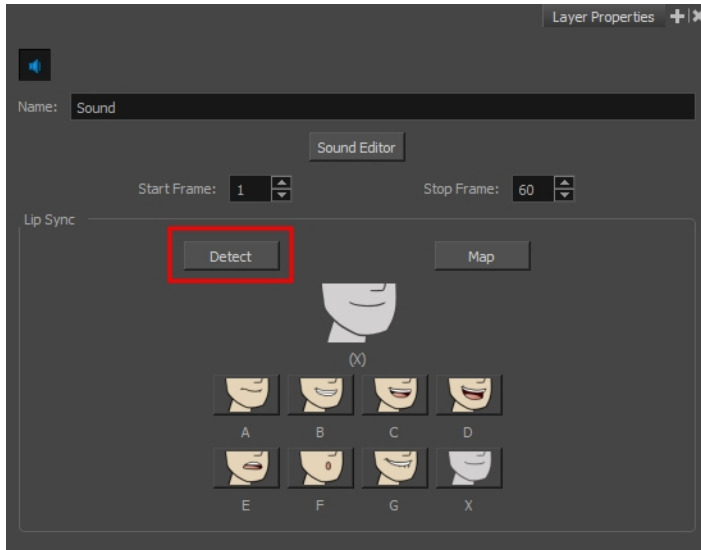 Layer Properties
Name: Sound
Sound Editor
Start Frame: 1 Stop Frame: 60
Lip Sync
Detect Map
(X)
A B C D
E F G X